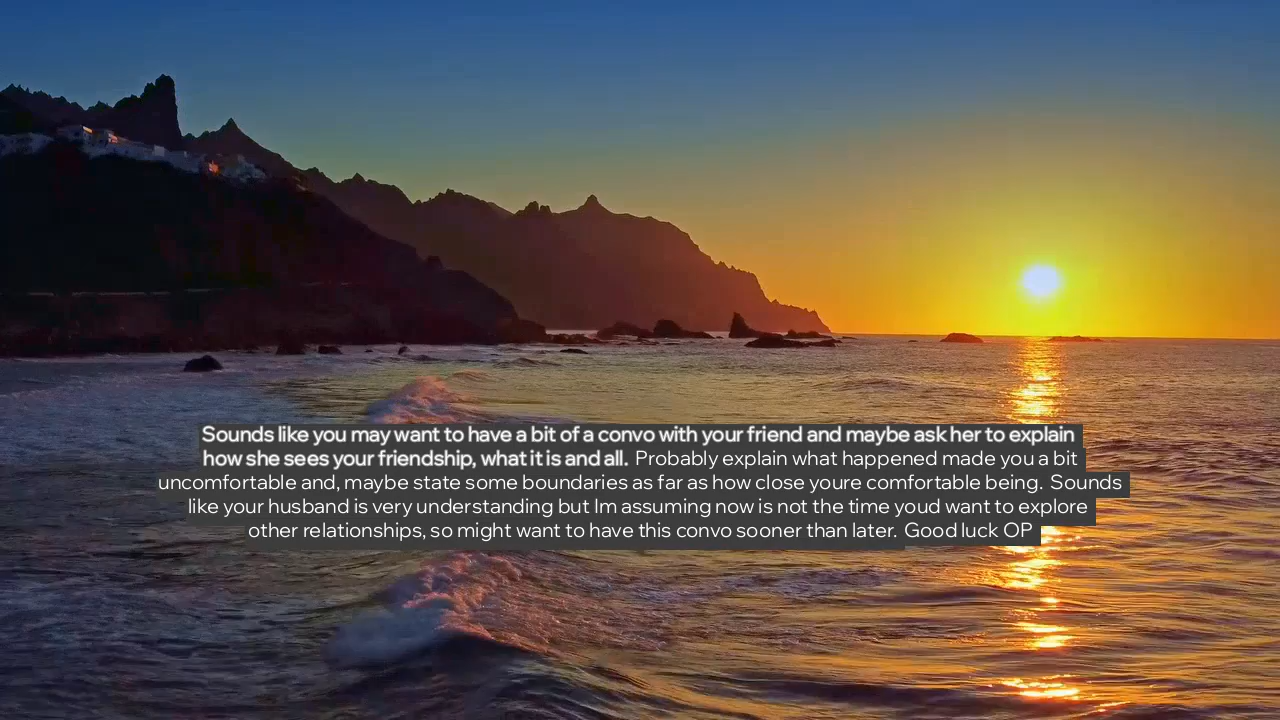 Sounds like you may want to have a bit of a convo with your friend and maybe ask her to explain
how she sees your friendship, what it is and all. Probably explain what happened made you a bit
uncomfortable and, maybe state some boundaries as far as how close youre comfortable being. Sounds
like your husband is very understanding but Im assuming now is not the time youd want to explore
other relationships, so might want to have this convo sooner than later. Good luck OP